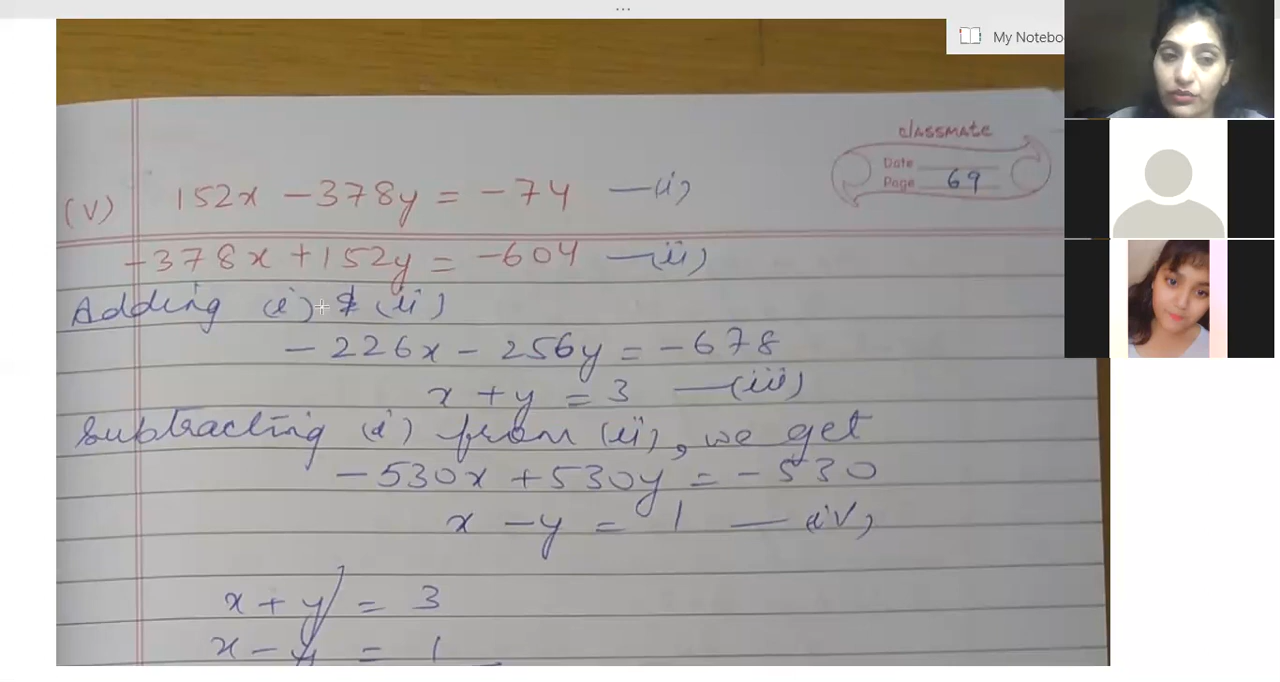 ...
My Notebo
classmate
Date
Page 69
(V) 152x - 378y = -74 —(i)
-378x + 152y = -604 —(ii)
Adding (i) & (ii)
-226x - 256y = -678
x + y = 3 —(iii)
Subtracting (i) from (ii), we get
-530x + 530y = -530
x - y = 1 —(iv)
x + y = 3
x - y = 1